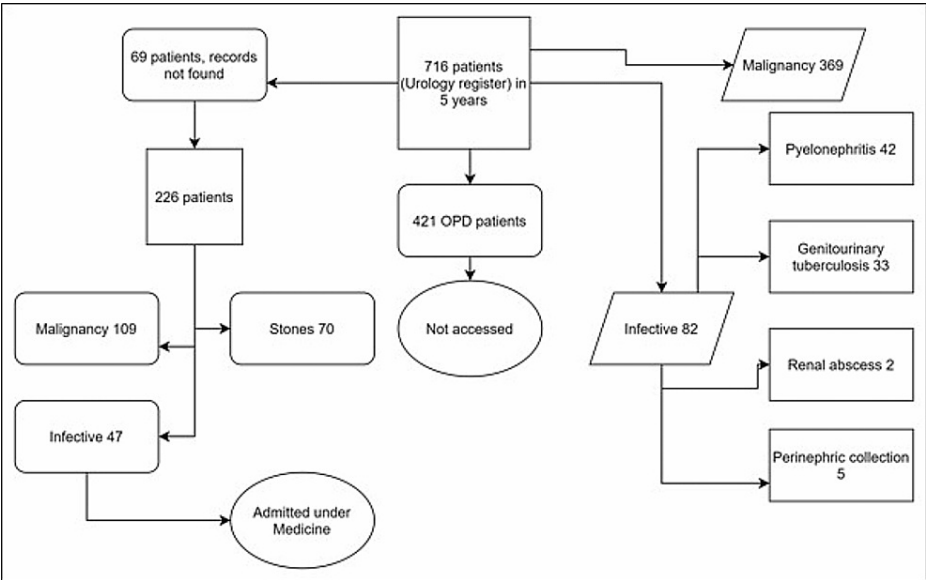 69 patients, records
not found
716 patients
(Urology register) in
5 years
Malignancy 369
226 patients
421 OPD patients
Pyelonephritis 42
Genitourinary
tuberculosis 33
Malignancy 109
Stones 70
Not accessed
Infective 82
Renal abscess 2
Infective 47
Perinephric collection
5
Admitted under
Medicine